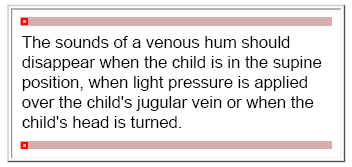 The sounds of a venous hum should
disappear when the child is in the supine
position, when light pressure is applied
over the child's jugular vein or when the
child's head is turned.